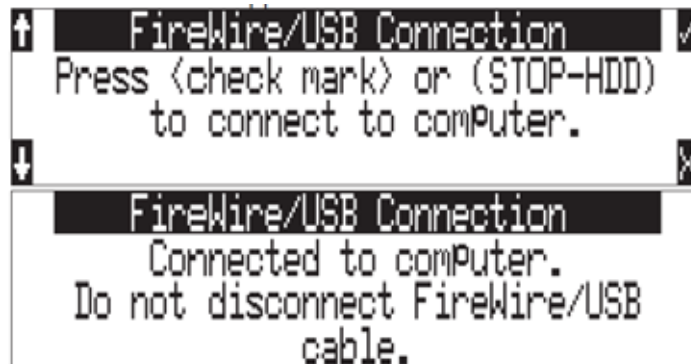 FireWire/USB Connection
Press <check mark> or (STOP-HDD)
to connect to computer.
FireWire/USB Connection
Connected to computer.
Do not disconnect FireWire/USB
cable.